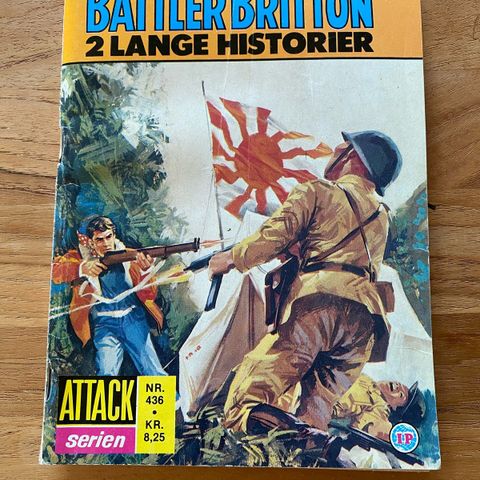 BATTLER BRITTON
2 LANGE HISTORIER
ATTACK
serien
NR.
436
•
KR.
8,25
I·P